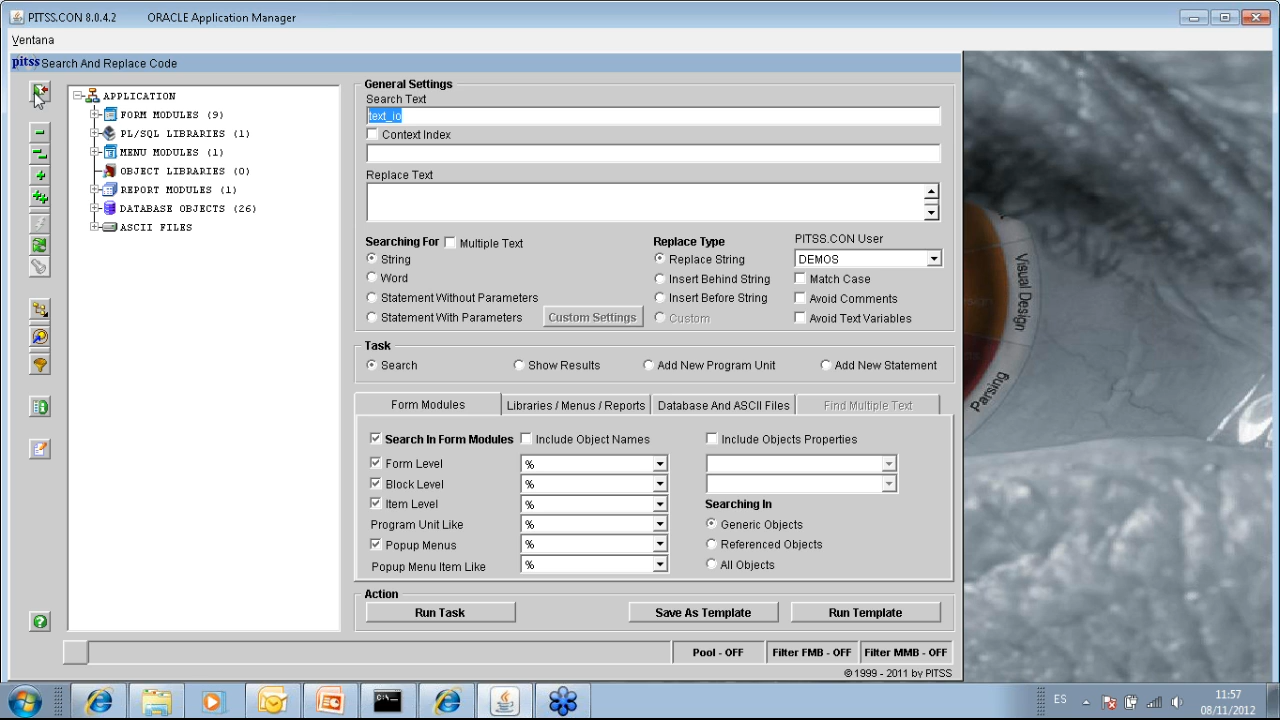 PITSS.CON 8.0.4.2 ORACLE Application Manager
Ventana
pitss Search And Replace Code
APPLICATION
FORM MODULES (9)
PL/SQL LIBRARIES (1)
MENU MODULES (1)
OBJECT LIBRARIES (0)
REPORT MODULES (1)
DATABASE OBJECTS (26)
ASCII FILES
General Settings
Search Text
text_io
Context Index
Replace Text
Searching For Multiple Text
String
Word
Statement Without Parameters
Statement With Parameters Custom Settings
Replace Type
Replace String
Insert Behind String
Insert Before String
Custom
PITSS.CON User
DEMOS
Match Case
Avoid Comments
Avoid Text Variables
Task
Search Show Results Add New Program Unit Add New Statement
Form Modules Libraries / Menus / Reports Database And ASCII Files Find Multiple Text
Search In Form Modules Include Object Names Include Objects Properties
Form Level %
Block Level %
Item Level %
Program Unit Like %
Popup Menus %
Popup Menu Item Like %
Searching In
Generic Objects
Referenced Objects
All Objects
Action
Run Task Save As Template Run Template
Pool - OFF Filter FMB - OFF Filter MMB - OFF
© 1999 - 2011 by PITSS
Visual Design
Parsing
ES 11:57
08/11/2012